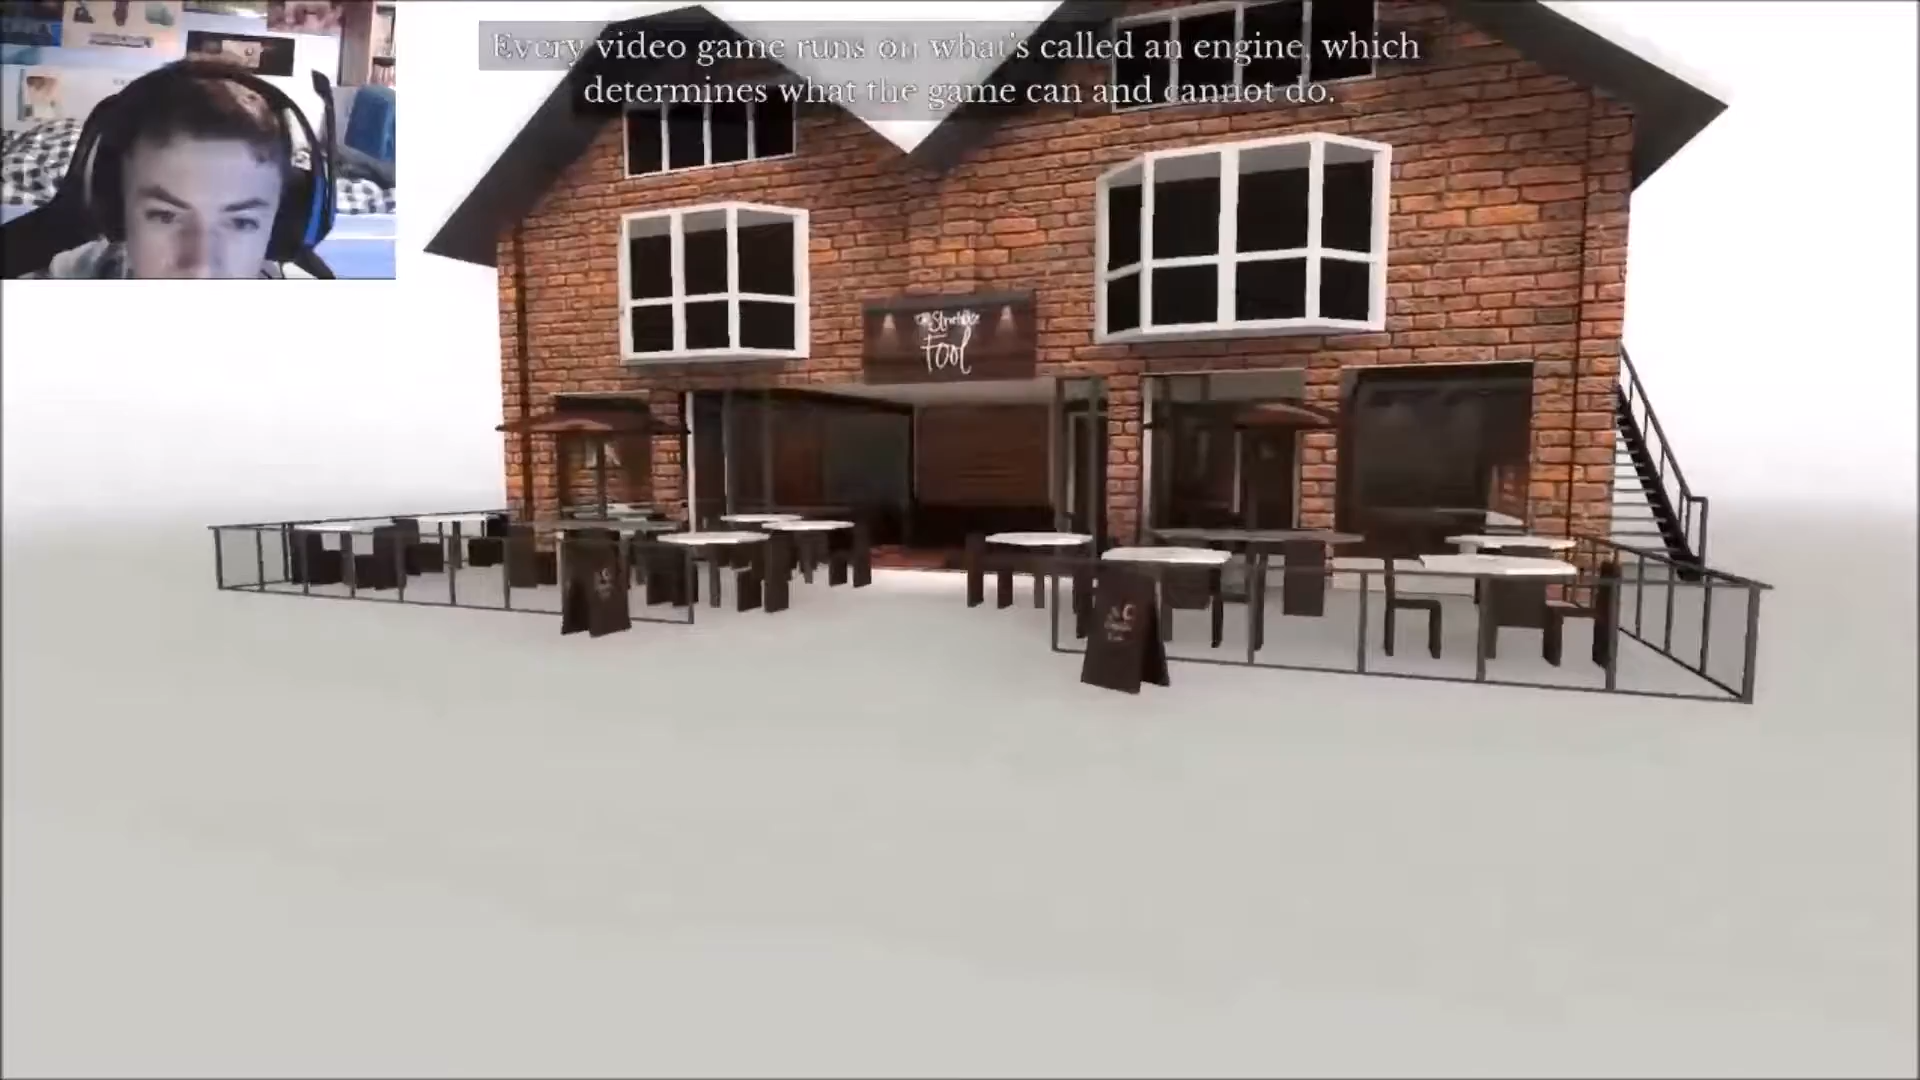 Every video game runs on what's called an engine, which
determines what the game can and cannot do.
Fool